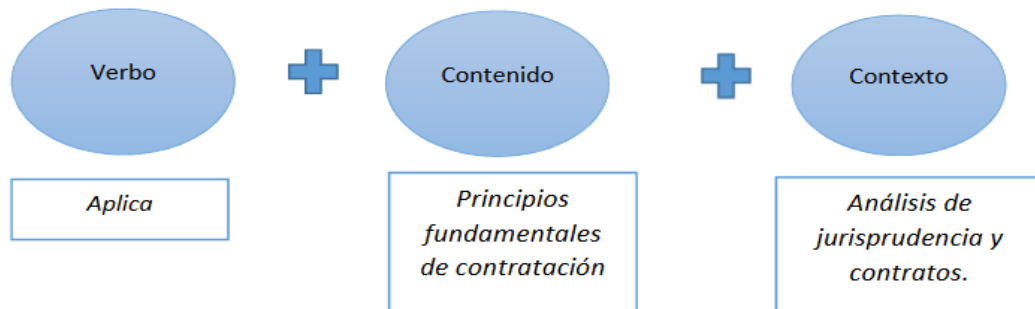 Verbo
Contenido
Contexto
Aplica
Principios
fundamentales
de contratación
Análisis de
jurisprudencia y
contratos.